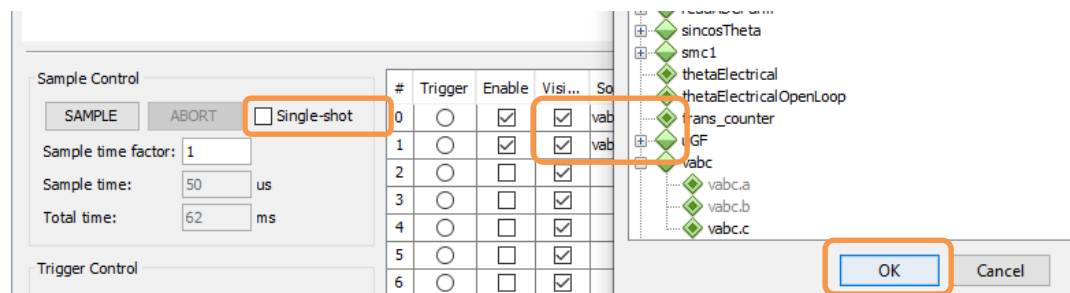 sincosTheta
smc1
thetaElectrical
thetaElectricalOpenLoop
trans_counter
vabc
vabc.a
vabc.b
vabc.c
OK Cancel
Sample Control
SAMPLE ABORT Single-shot
Sample time factor: 1
Sample time: 50 us
Total time: 62 ms
Trigger Control
# Trigger Enable Visi... So
0 vab
1 vab
2
3
4
5
6